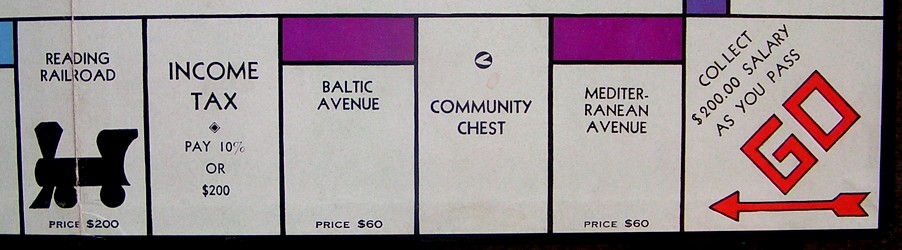 READING
RAILROAD
PRICE $200
INCOME
TAX
PAY 10%
OR
$200
BALTIC
AVENUE
PRICE $60
COMMUNITY
CHEST
MEDITER-
RANEAN
AVENUE
PRICE $60
COLLECT
$200.00 SALARY
AS YOU PASS
GO